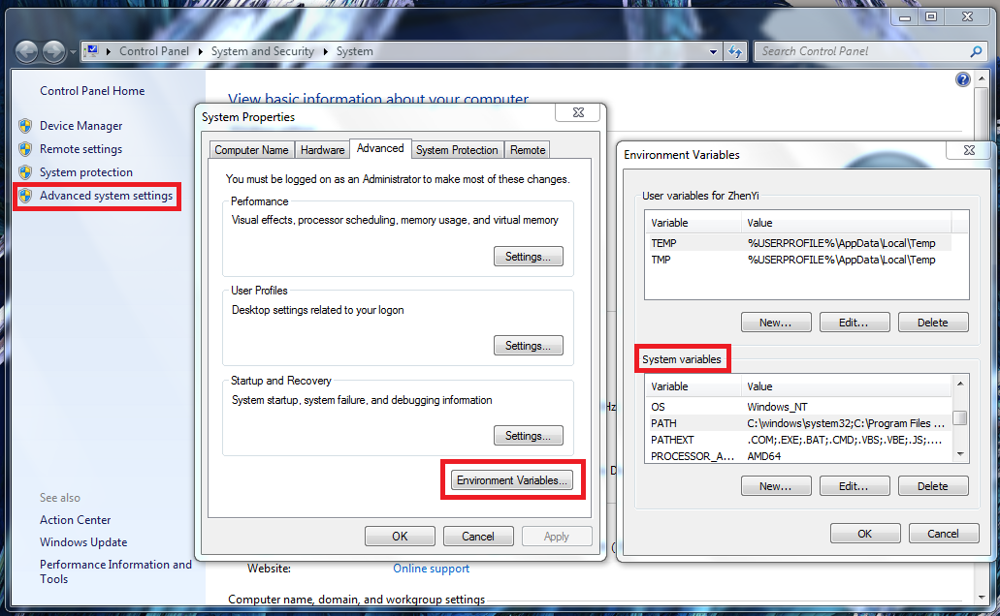 Control Panel
System and Security
System
Search Control Panel
Control Panel Home
Device Manager
Remote settings
System protection
Advanced system settings
See also
Action Center
Windows Update
Performance Information and
Tools
View basic information about your computer
System Properties
Computer Name
Hardware
Advanced
System Protection
Remote
You must be logged on as an Administrator to make most of these changes.
Performance
Visual effects, processor scheduling, memory usage, and virtual memory
Settings...
User Profiles
Desktop settings related to your logon
Settings...
Startup and Recovery
System startup, system failure, and debugging information
Settings...
Environment Variables...
OK Cancel Apply
Website: Online support
Computer name, domain, and workgroup settings
Environment Variables
User variables for ZhenYi
Variable Value
TEMP %USERPROFILE%\AppData\Local\Temp
TMP %USERPROFILE%\AppData\Local\Temp
New... Edit... Delete
System variables
Variable Value
OS Windows_NT
PATH C:\windows\system32;C:\Program Files ...
PATHEXT .COM;.EXE;.BAT;.CMD;.VBS;.VBE;.JS;....
PROCESSOR_A... AMD64
New... Edit... Delete
OK Cancel